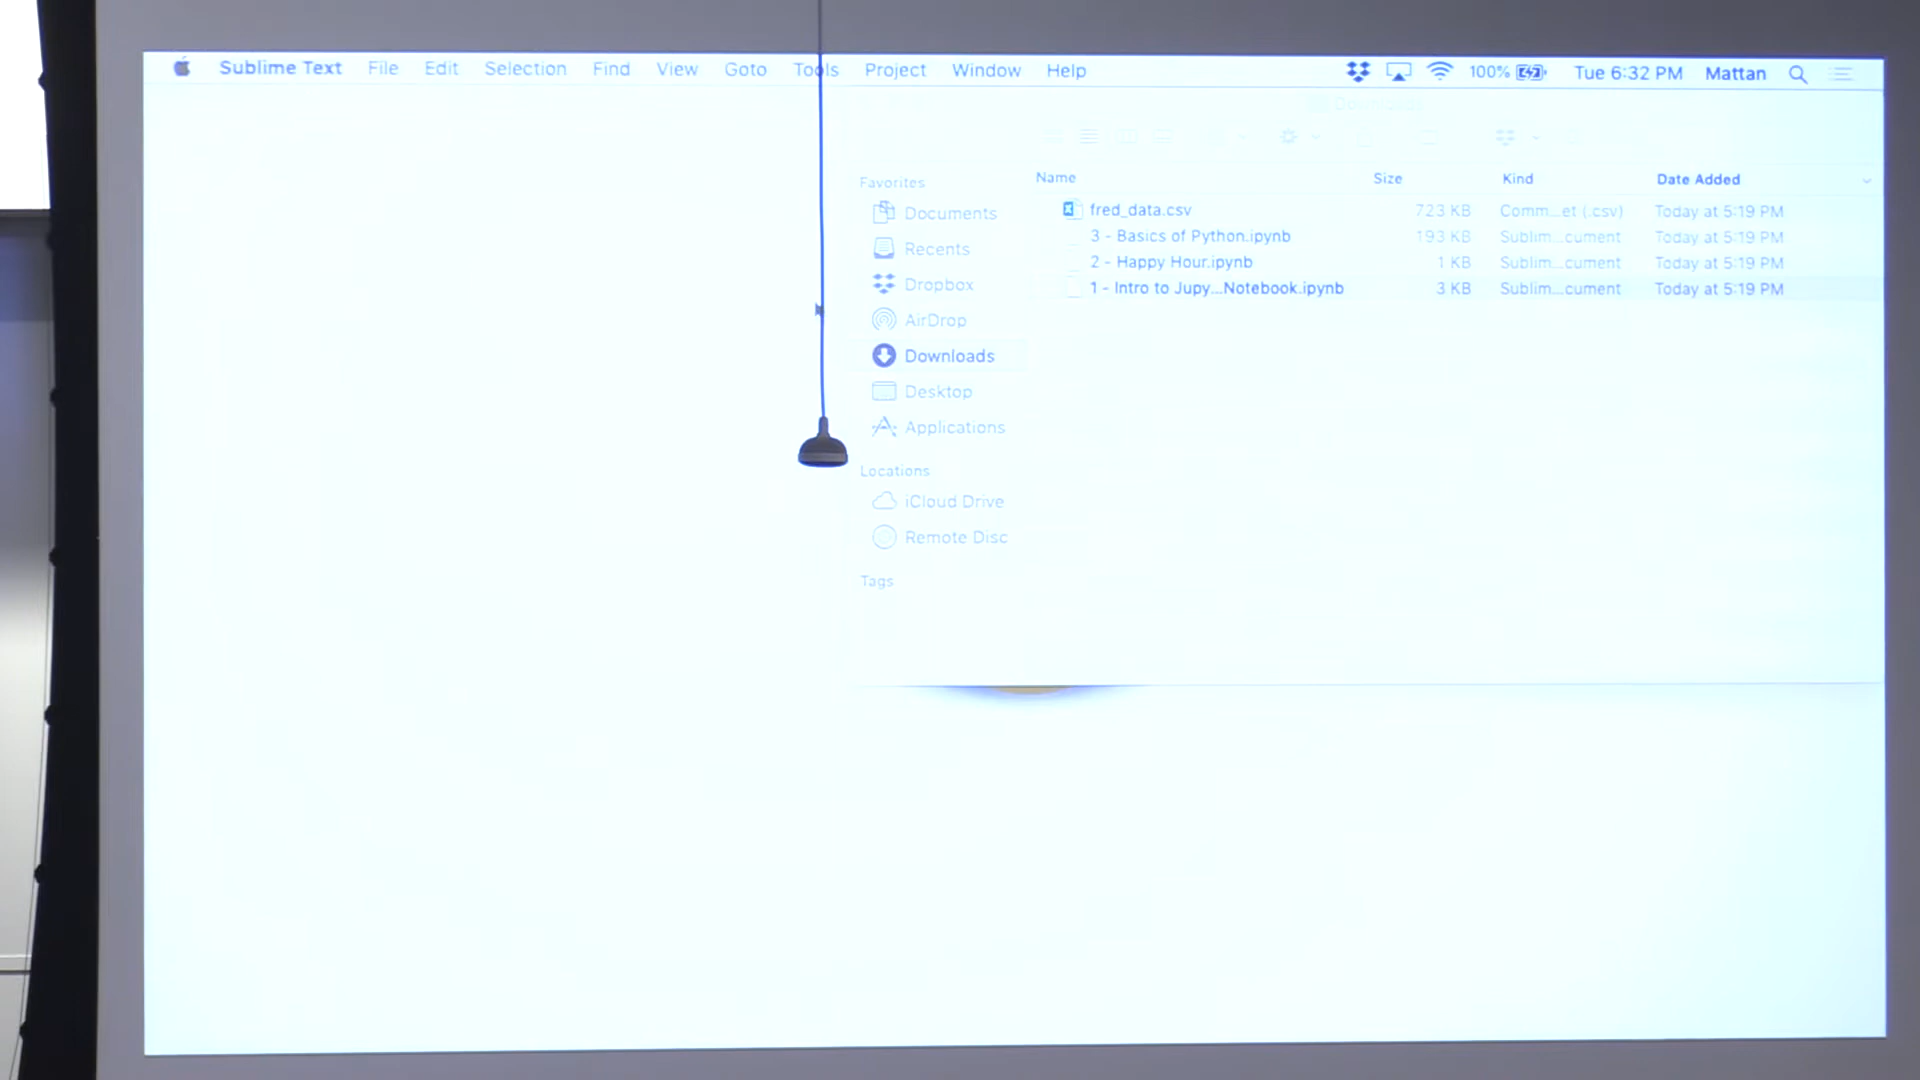 Sublime Text File Edit Selection Find View Goto Tools Project Window Help 100% Tue 6:32 PM Mattan
Downloads
Favorites
Documents
Recents
Dropbox
AirDrop
Downloads
Desktop
Applications
Locations
iCloud Drive
Remote Disc
Tags
Name Size Kind Date Added
fred_data.csv 723 KB Comm...et (.csv) Today at 5:19 PM
3 - Basics of Python.ipynb 193 KB Sublim...cument Today at 5:19 PM
2 - Happy Hour.ipynb 1 KB Sublim...cument Today at 5:19 PM
1 - Intro to Jupy...Notebook.ipynb 3 KB Sublim...cument Today at 5:19 PM